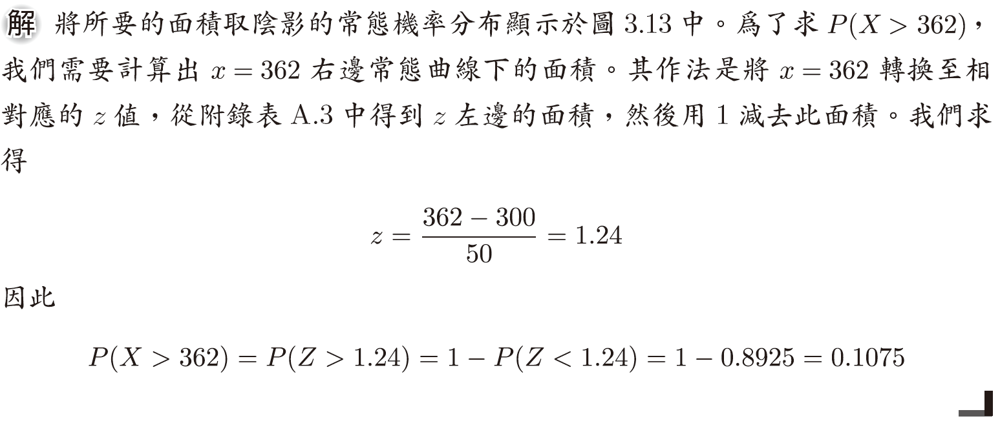 解 將所要的面積取陰影的常態機率分布顯示於圖 3.13 中。爲了求 P(X > 362)，
我們需要計算出 x = 362 右邊常態曲線下的面積。其作法是將 x = 362 轉換至相
對應的 z 值，從附錄表 A.3 中得到 z 左邊的面積，然後用 1 減去此面積。我們求
得
z = \frac{362 - 300}{50} = 1.24
因此
P(X > 362) = P(Z > 1.24) = 1 - P(Z < 1.24) = 1 - 0.8925 = 0.1075